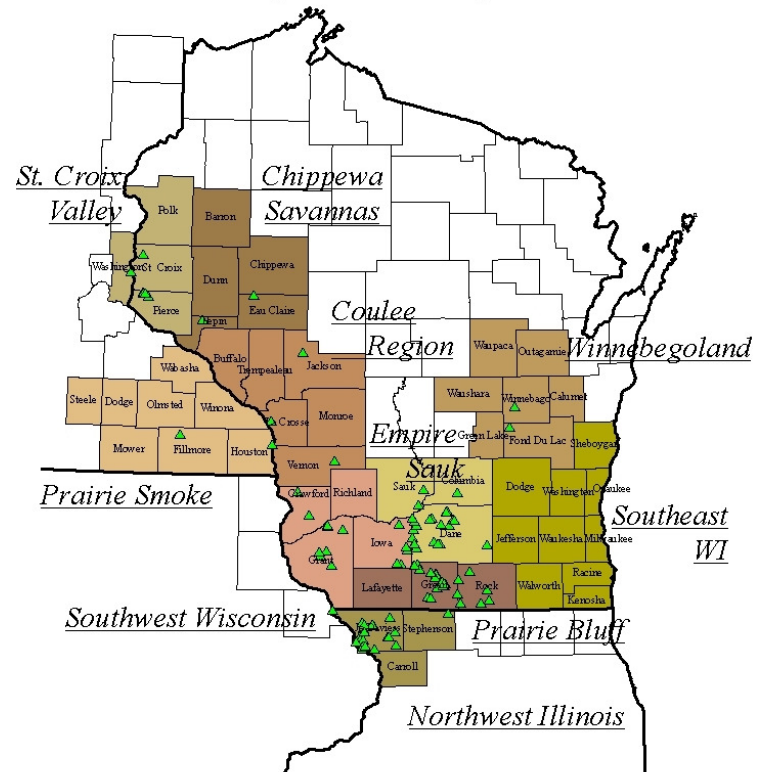 St. Croix
Valley
Chippewa
Savannas
Polk
Barron
Washington
St Croix
Chippewa
Dunn
Pierce
Pepin
Eau Claire
Coulee
Region
Winnebegoland
Waupaca
Outagamie
Buffalo
Trempealeau
Jackson
Wabasha
Steele
Dodge
Olmsted
Winona
Waushara
Winnebago
Calumet
Crosse
Monroe
Empire
Sauk
Green Lake
Fond Du Lac
Sheboygan
Mower
Fillmore
Houston
Vernon
Prairie Smoke
Crawford
Richland
Sauk
Columbia
Dodge
Washington
Ozaukee
Southeast
WI
Grant
Iowa
Dane
Jefferson
Waukesha
Milwaukee
Lafayette
Green
Rock
Walworth
Racine
Kenosha
Southwest Wisconsin
Prairie Bluff
Stephenson
Carroll
Northwest Illinois